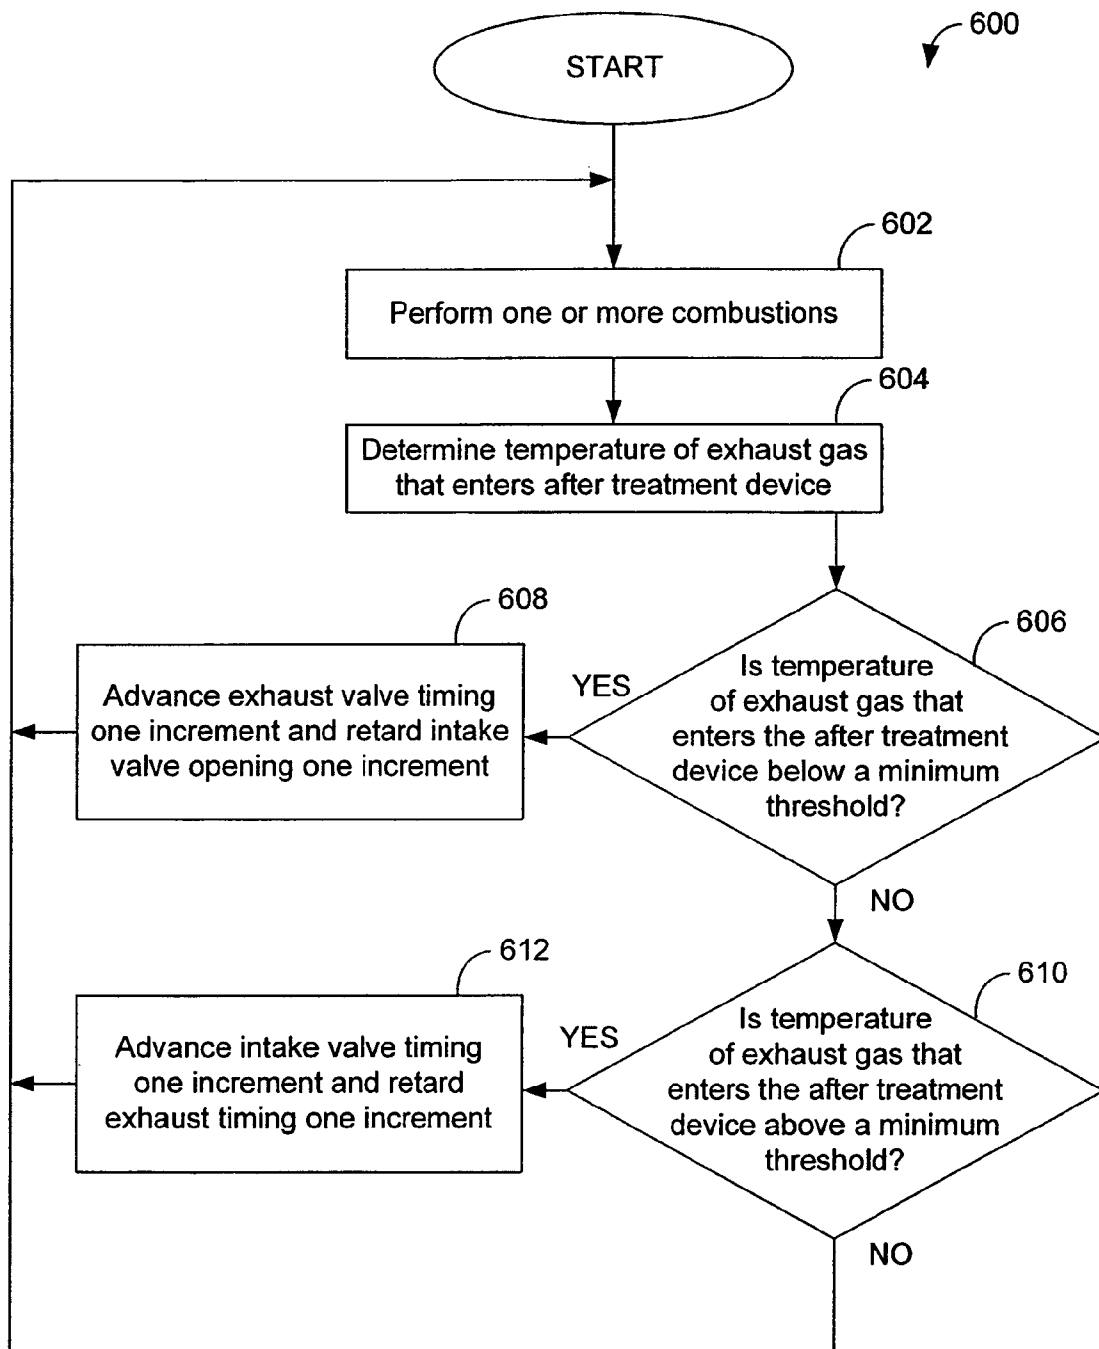 600
START
602
Perform one or more combustions
604
Determine temperature of exhaust gas
that enters after treatment device
606
Is temperature
of exhaust gas that
enters the after treatment
device below a minimum
threshold?
YES
608
Advance exhaust valve timing
one increment and retard intake
valve opening one increment
NO
610
Is temperature
of exhaust gas that
enters the after treatment
device above a minimum
threshold?
YES
612
Advance intake valve timing
one increment and retard
exhaust timing one increment
NO